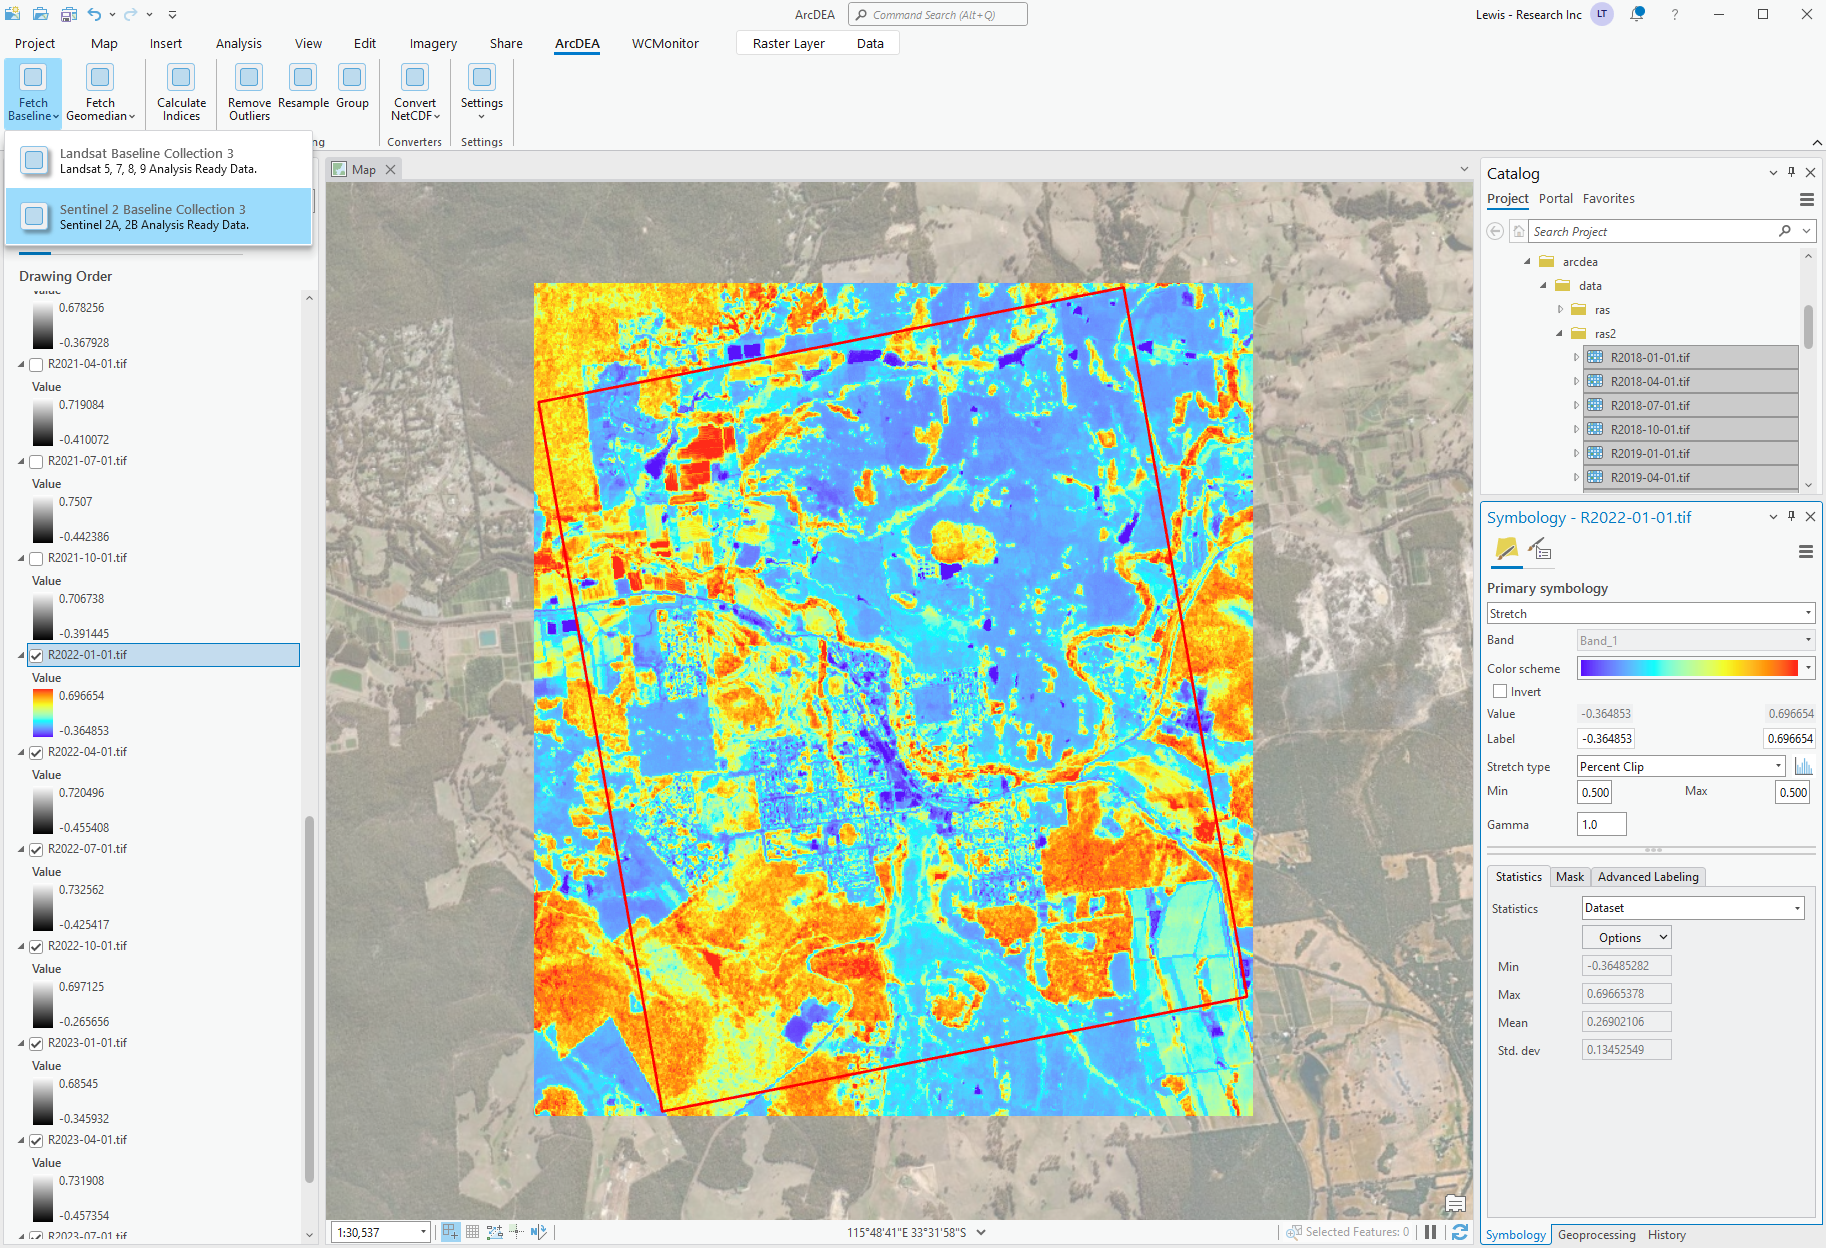 ArcDEA
Command Search (Alt+Q)
Lewis - Research Inc
LT
?
Project
Map
Insert
Analysis
View
Edit
Imagery
Share
ArcDEA
WCMonitor
Raster Layer
Data
Fetch
Baseline
Fetch
Geomedian
Calculate
Indices
Remove
Outliers
Resample
Group
Convert
NetCDF
Settings
ng
Converters
Settings
Landsat Baseline Collection 3
Landsat 5, 7, 8, 9 Analysis Ready Data.
Sentinel 2 Baseline Collection 3
Sentinel 2A, 2B Analysis Ready Data.
Drawing Order
Value
0.678256
-0.367928
R2021-04-01.tif
Value
0.719084
-0.410072
R2021-07-01.tif
Value
0.7507
-0.442386
R2021-10-01.tif
Value
0.706738
-0.391445
R2022-01-01.tif
Value
0.696654
-0.364853
R2022-04-01.tif
Value
0.720496
-0.455408
R2022-07-01.tif
Value
0.732562
-0.425417
R2022-10-01.tif
Value
0.697125
-0.265656
R2023-01-01.tif
Value
0.68545
-0.345932
R2023-04-01.tif
Value
0.731908
-0.457354
R2023-07-01.tif
Map
1:30,537
N
115°48'41"E 33°31'58"S
Selected Features: 0
Catalog
Project
Portal
Favorites
Search Project
arcdea
data
ras
ras2
R2018-01-01.tif
R2018-04-01.tif
R2018-07-01.tif
R2018-10-01.tif
R2019-01-01.tif
R2019-04-01.tif
Symbology - R2022-01-01.tif
Primary symbology
Stretch
Band
Band_1
Color scheme
Invert
Value
-0.364853
0.696654
Label
-0.364853
0.696654
Stretch type
Percent Clip
Min
0.500
Max
0.500
Gamma
1.0
Statistics
Mask
Advanced Labeling
Statistics
Dataset
Options
Min
-0.36485282
Max
0.69665378
Mean
0.26902106
Std. dev
0.13452549
Symbology
Geoprocessing
History